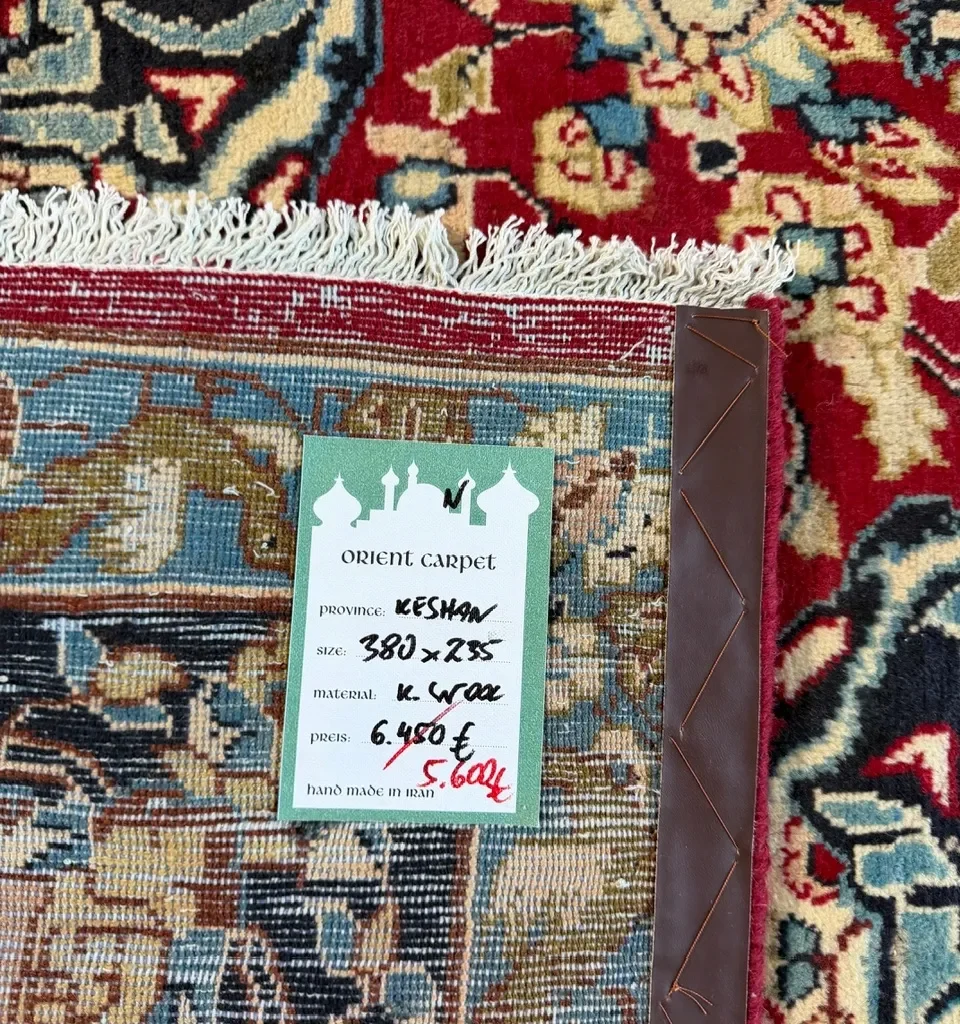 N
ORIENT CARPET
PROVINCE: KESHAN
SIZE: 380 x 235
MATERIAL: K. WOOL
PREIS: 6.450 €
5.600€
HAND MADE IN IRAN